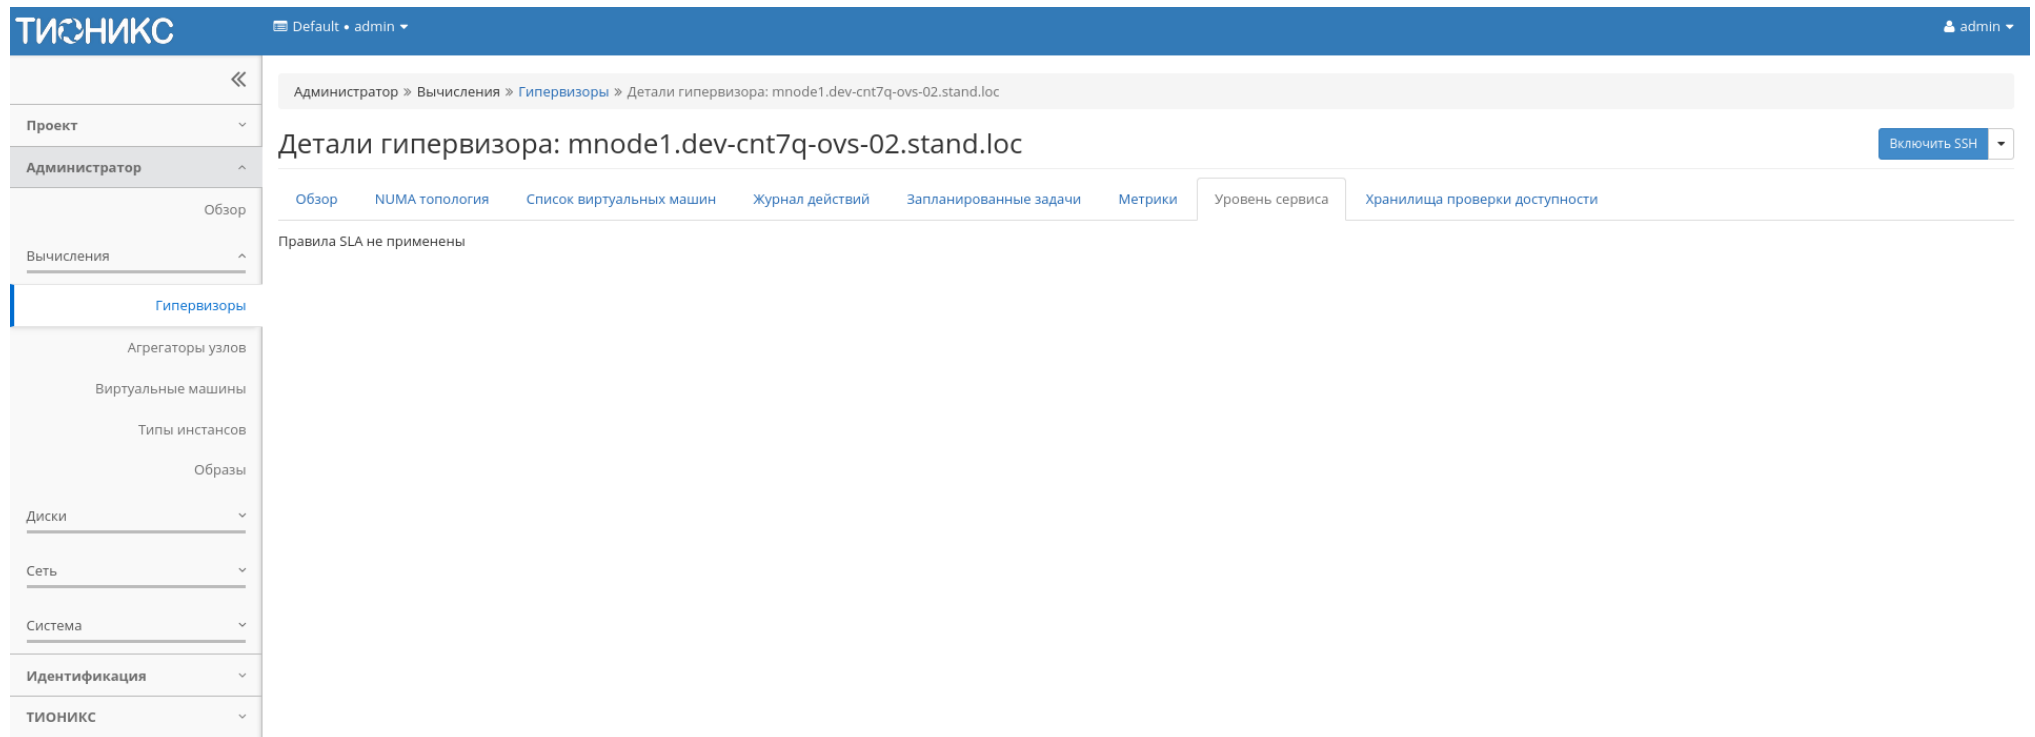 ТИОНИКС
Default • admin
admin
Администратор » Вычисления » Гипервизоры » Детали гипервизора: mnode1.dev-cnt7q-ovs-02.stand.loc
Детали гипервизора: mnode1.dev-cnt7q-ovs-02.stand.loc
Включить SSH
Обзор NUMA топология Список виртуальных машин Журнал действий Запланированные задачи Метрики Уровень сервиса Хранилища проверки доступности
Правила SLA не применены
Проект
Администратор
Обзор
Вычисления
Гипервизоры
Агрегаторы узлов
Виртуальные машины
Типы инстансов
Образы
Диски
Сеть
Система
Идентификация
ТИОНИКС